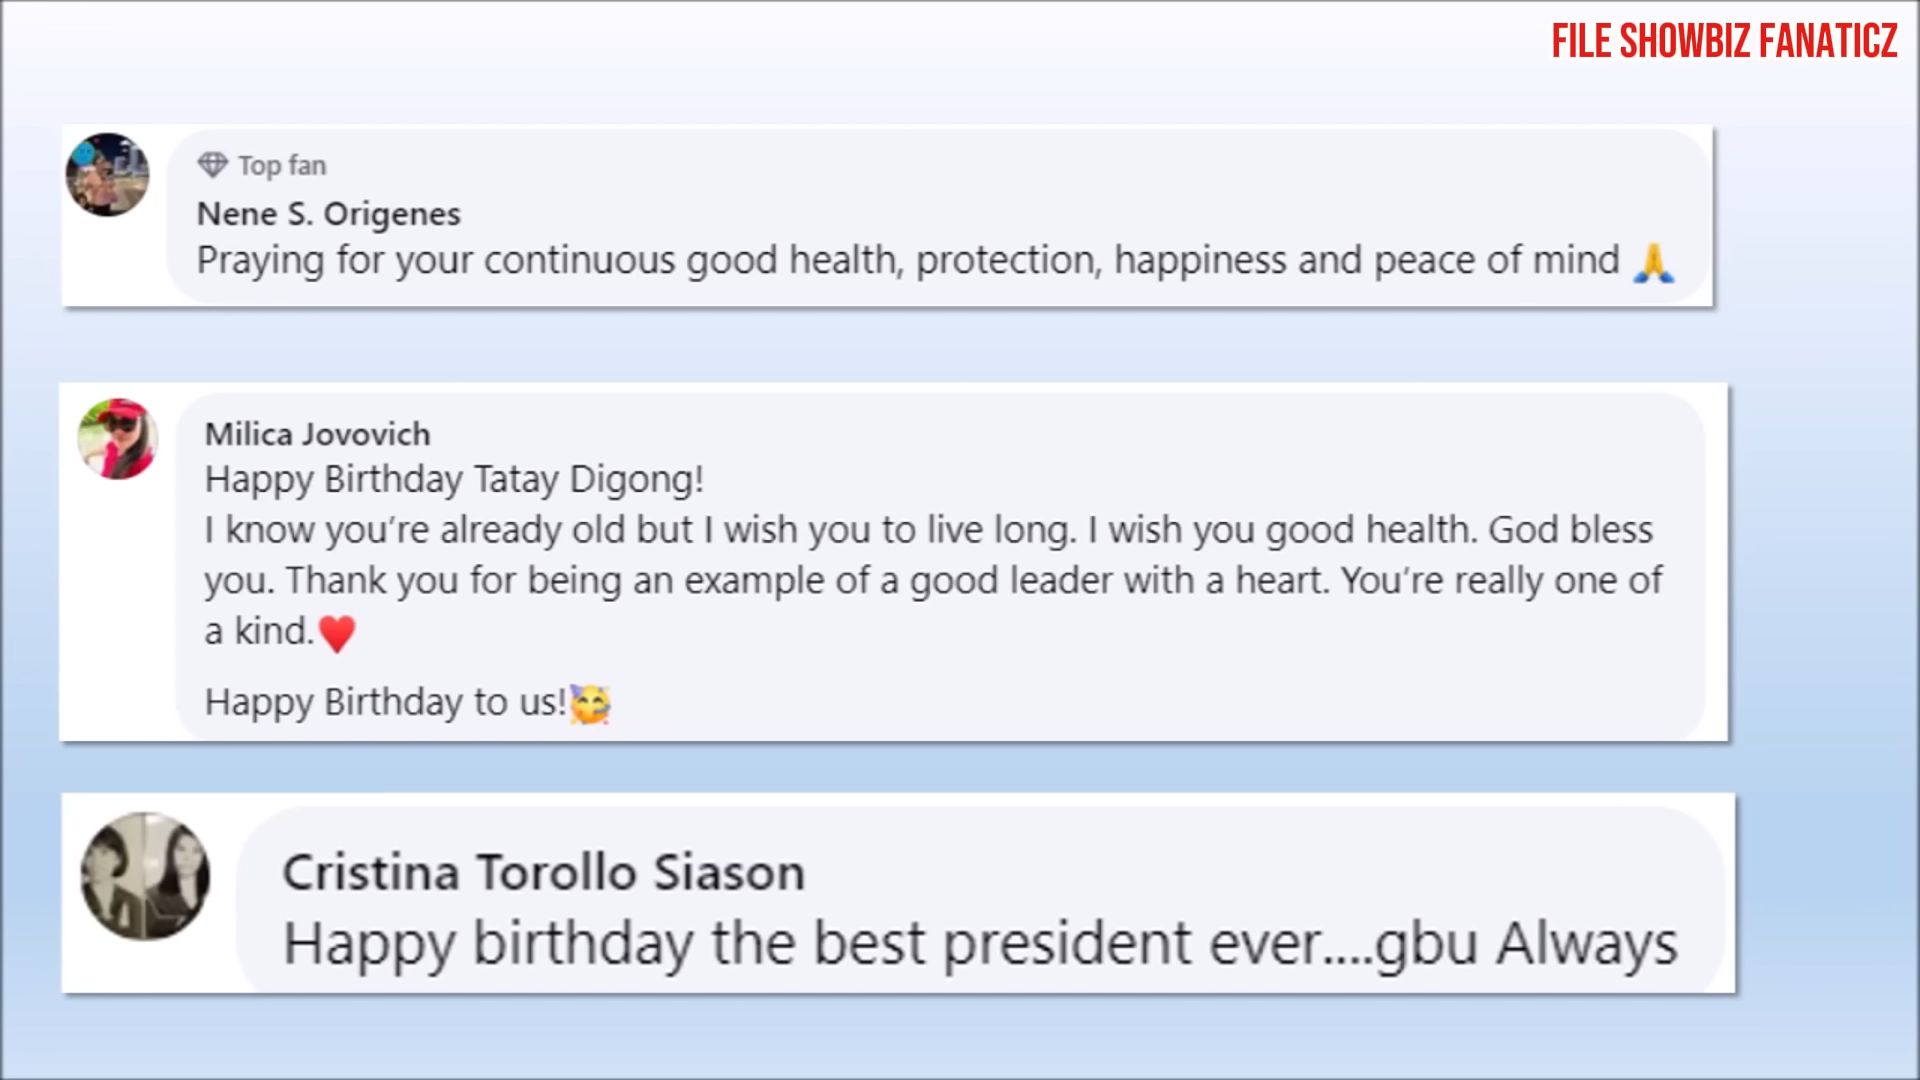 FILE SHOWBIZ FANATICZ
Top fan
Nene S. Origenes
Praying for your continuous good health, protection, happiness and peace of mind 🙏
Milica Jovovich
Happy Birthday Tatay Digong!
I know you’re already old but I wish you to live long. I wish you good health. God bless
you. Thank you for being an example of a good leader with a heart. You’re really one of
a kind.♥️
Happy Birthday to us!🥳
Cristina Torollo Siason
Happy birthday the best president ever....gbu Always